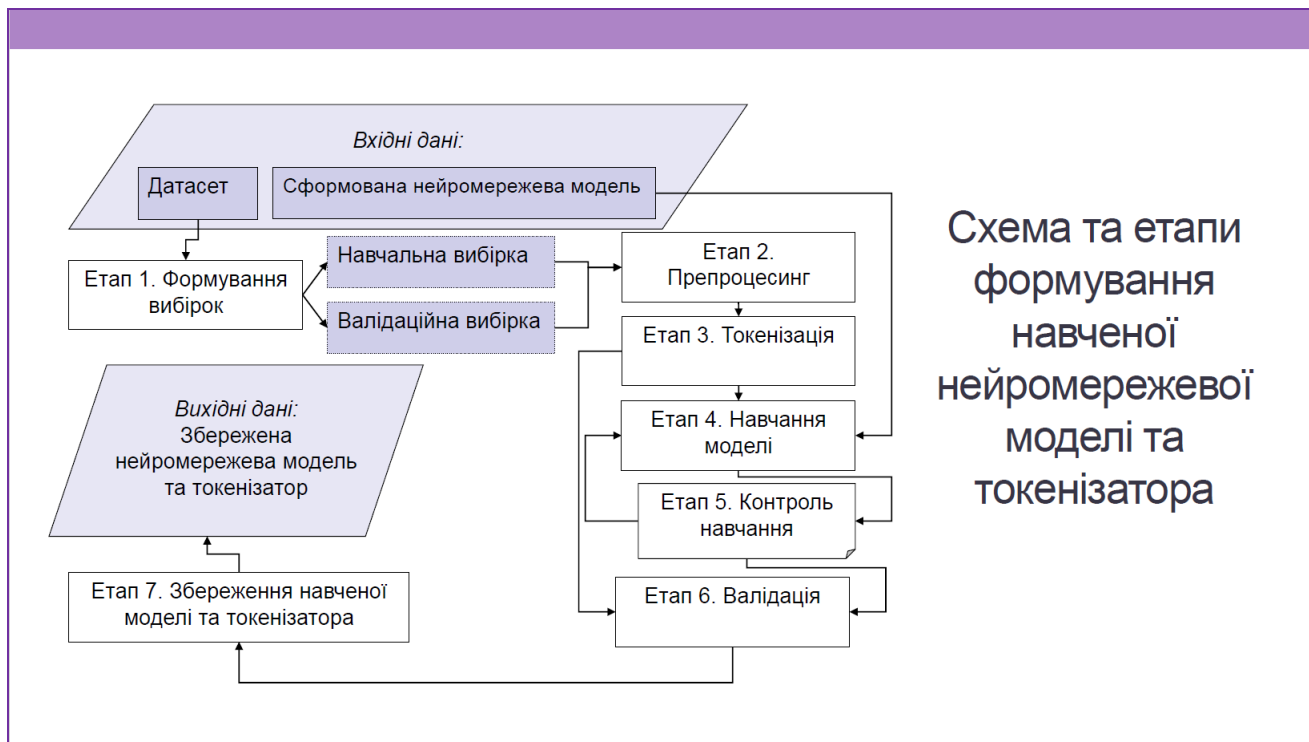 Вхідні дані:
Датасет
Сформована нейромережева модель
Етап 1. Формування
вибірок
Навчальна вибірка
Валідаційна вибірка
Етап 2.
Препроцесинг
Етап 3. Токенізація
Етап 4. Навчання
моделі
Етап 5. Контроль
навчання
Етап 6. Валідація
Етап 7. Збереження навченої
моделі та токенізатора
Вихідні дані:
Збережена
нейромережева модель
та токенізатор
Схема та етапи
формування
навченої
нейромережевої
моделі та
токенізатора